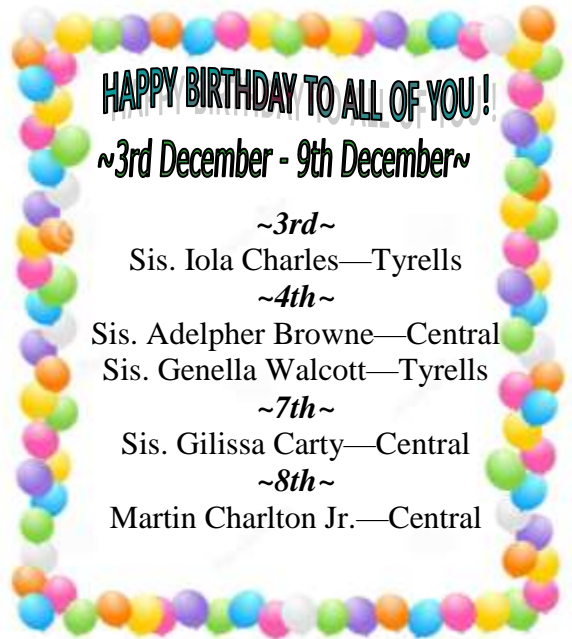 HAPPY BIRTHDAY TO ALL OF YOU !
~3rd December - 9th December~
~3rd~
Sis. Iola Charles—Tyrells
~4th~
Sis. Adelpher Browne—Central
Sis. Genella Walcott—Tyrells
~7th~
Sis. Gilissa Carty—Central
~8th~
Martin Charlton Jr.—Central